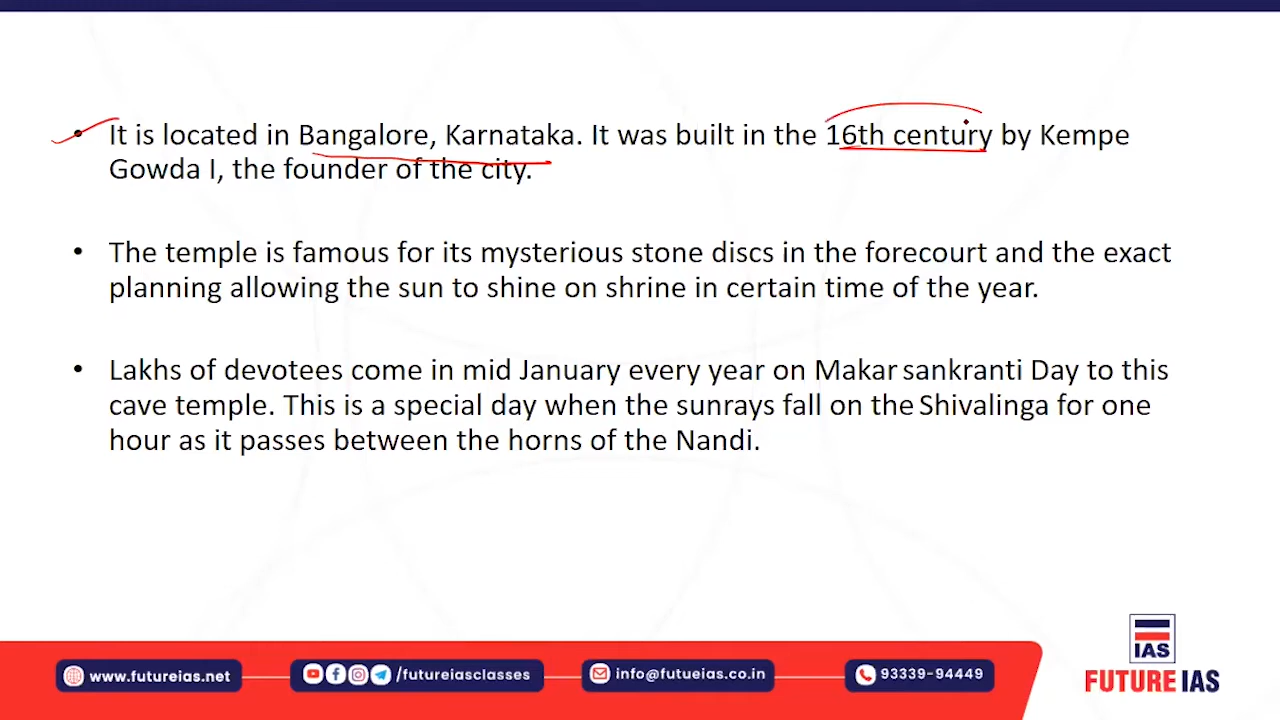 • It is located in Bangalore, Karnataka. It was built in the 16th century by Kempe
Gowda I, the founder of the city.
• The temple is famous for its mysterious stone discs in the forecourt and the exact
planning allowing the sun to shine on shrine in certain time of the year.
• Lakhs of devotees come in mid January every year on Makar sankranti Day to this
cave temple. This is a special day when the sunrays fall on the Shivalinga for one
hour as it passes between the horns of the Nandi.
IAS
FUTURE IAS
www.futureias.net
/futureiasclasses
info@futueias.co.in
93339-94449